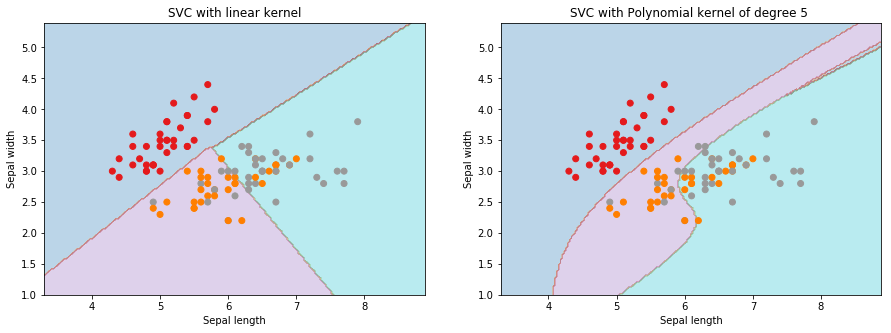 SVC with linear kernel
5.0
4.5
4.0
3.5
3.0
2.5
2.0
1.5
1.0
Sepal width
4 5 6 7 8
Sepal length
SVC with Polynomial kernel of degree 5
5.0
4.5
4.0
3.5
3.0
2.5
2.0
1.5
1.0
Sepal width
4 5 6 7 8
Sepal length